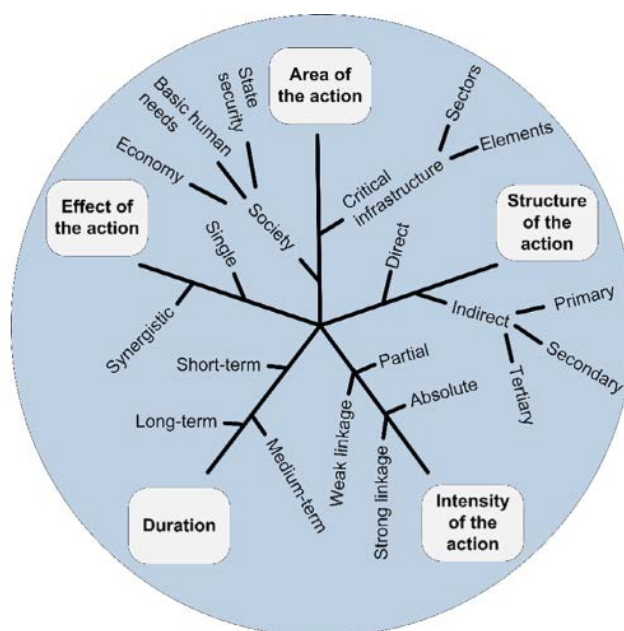 Area of
the action
State
security
Basic human
needs
Economy
Society
Sectors
Elements
Critical
infrastructure
Effect of
the action
Single
Synergistic
Structure
of the
action
Direct
Indirect
Primary
Secondary
Tertiary
Short-term
Long-term
Medium-term
Duration
Partial
Absolute
Weak linkage
Strong linkage
Intensity
of the
action